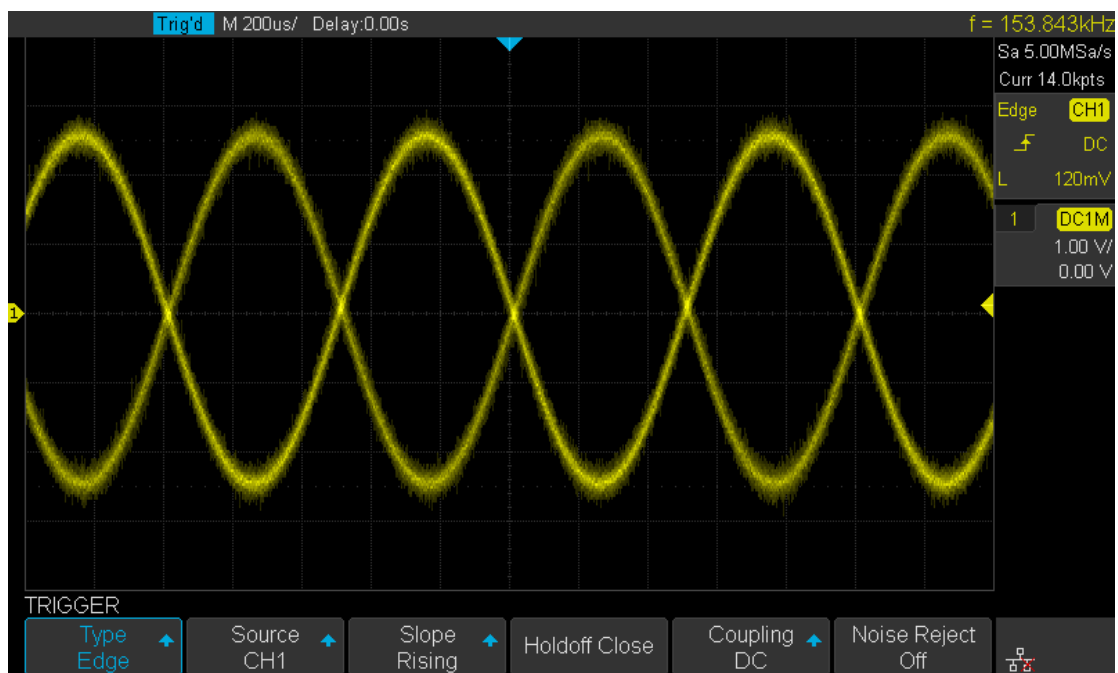 Trig'd M 200us/ Delay:0.00s f = 153.843kHz
Sa 5.00MSa/s
Curr 14.0kpts
Edge CH1
DC
L 120mV
1 DC1M
1.00 V/
0.00 V
1
TRIGGER
Type Source Slope Holdoff Close Coupling Noise Reject
Edge CH1 Rising DC Off